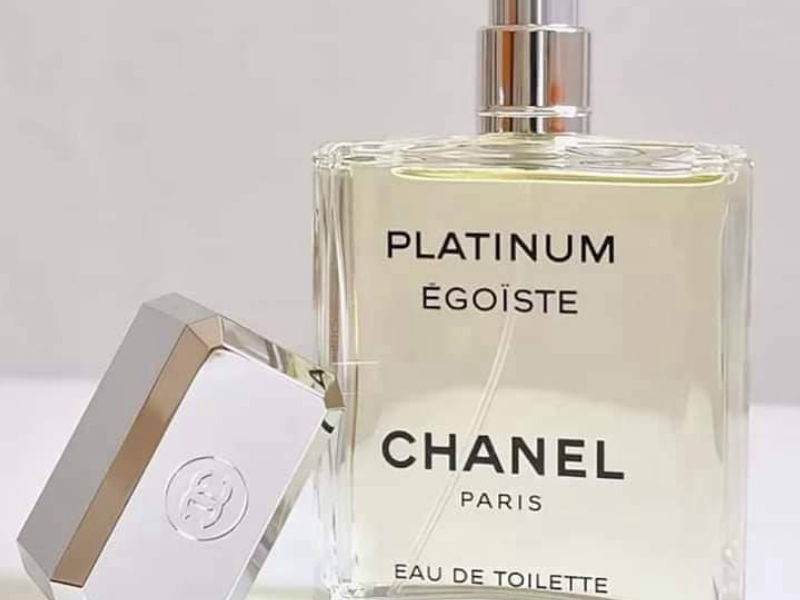 PLATINUM
ÉGOÏSTE
CHANEL
PARIS
EAU DE TOILETTE